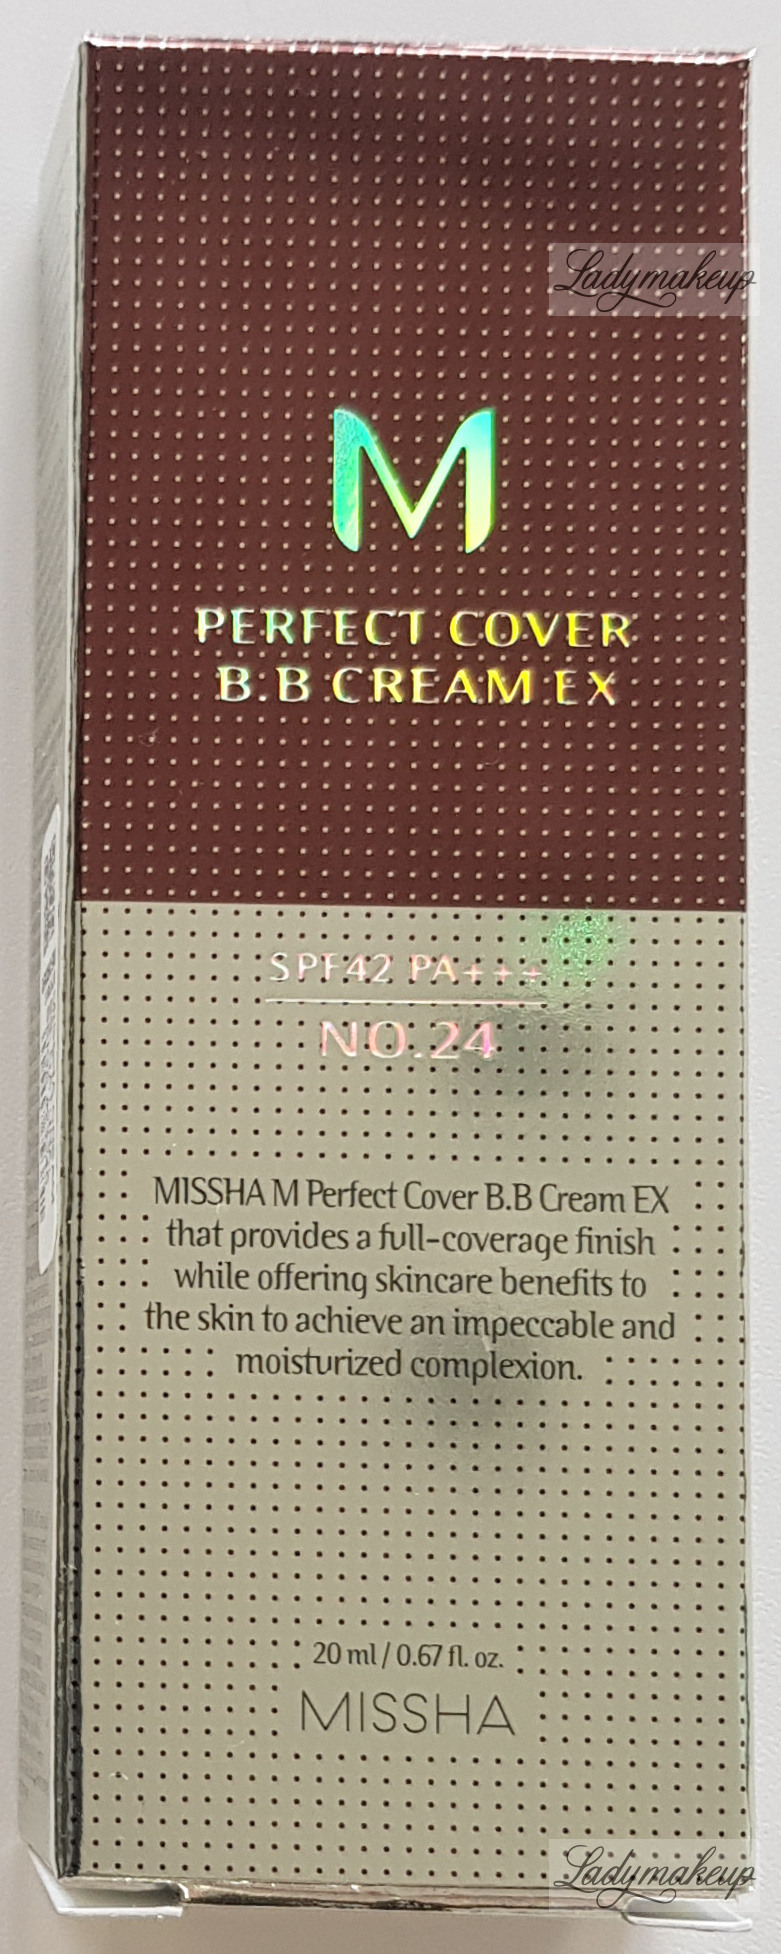 Ladymakeup
M
PERFECT COVER
B.B CREAM EX
SPF42 PA+++
NO.24
MISSHA M Perfect Cover B.B Cream EX
that provides a full-coverage finish
while offering skincare benefits to
the skin to achieve an impeccable and
moisturized complexion.
20 ml / 0.67 fl. oz.
MISSHA
Ladymakeup